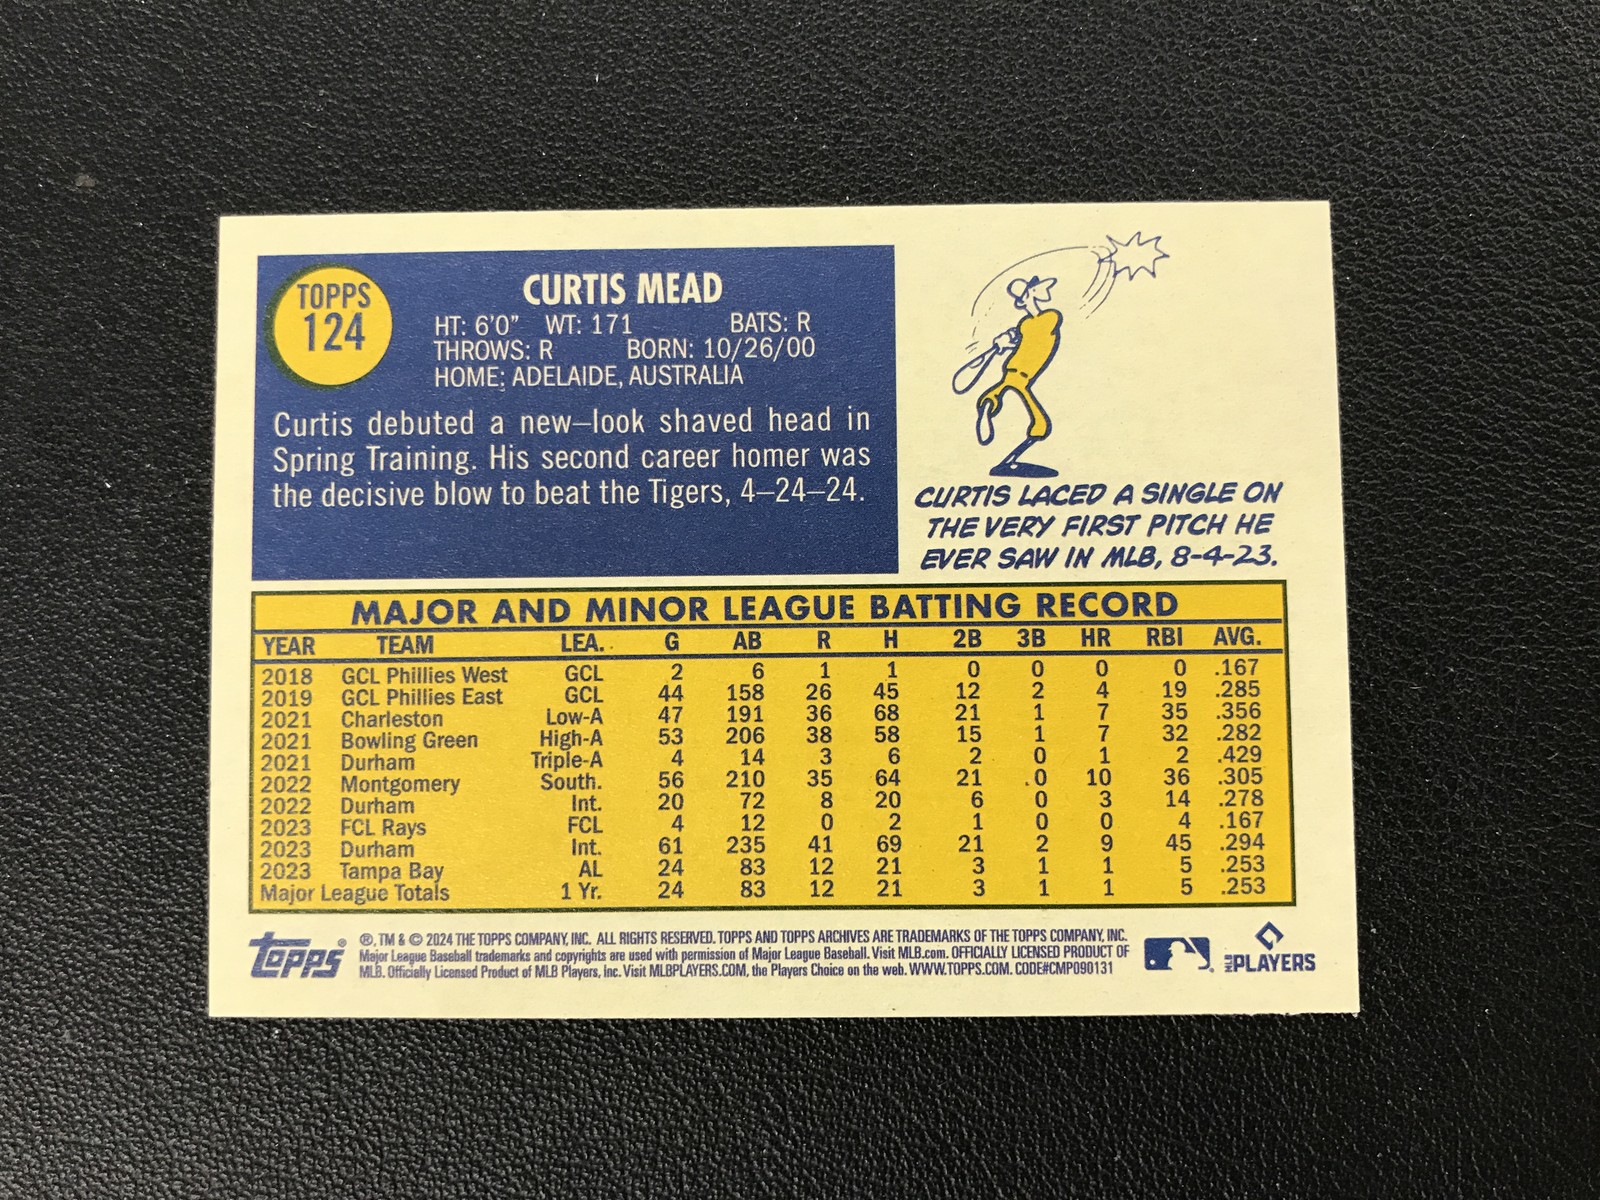 TOPPS
124
CURTIS MEAD
HT: 6'0" WT: 171 BATS: R
THROWS: R BORN: 10/26/00
HOME: ADELAIDE, AUSTRALIA
Curtis debuted a new–look shaved head in
Spring Training. His second career homer was
the decisive blow to beat the Tigers, 4–24–24.
CURTIS LACED A SINGLE ON
THE VERY FIRST PITCH HE
EVER SAW IN MLB, 8-4-23.
MAJOR AND MINOR LEAGUE BATTING RECORD
YEAR TEAM LEA. G AB R H 2B 3B HR RBI AVG.
2018 GCL Phillies West GCL 2 6 1 1 0 0 0 0 .167
2019 GCL Phillies East GCL 44 158 26 45 12 2 4 19 .285
2021 Charleston Low-A 47 191 36 68 21 1 7 35 .356
2021 Bowling Green High-A 53 206 38 58 15 1 7 32 .282
2021 Durham Triple-A 4 14 3 6 2 0 1 2 .429
2022 Montgomery South. 56 210 35 64 21 0 10 36 .305
2022 Durham Int. 20 72 8 20 6 0 3 14 .278
2023 FCL Rays FCL 4 12 0 2 1 0 0 4 .167
2023 Durham Int. 61 235 41 69 21 2 9 45 .294
2023 Tampa Bay AL 24 83 12 21 3 1 1 5 .253
Major League Totals 1 Yr. 24 83 12 21 3 1 1 5 .253
topps®
®, TM & © 2024 THE TOPPS COMPANY, INC. ALL RIGHTS RESERVED. TOPPS AND TOPPS ARCHIVES ARE TRADEMARKS OF THE TOPPS COMPANY, INC.
Major League Baseball trademarks and copyrights are used with permission of Major League Baseball. Visit MLB.com. OFFICIALLY LICENSED PRODUCT OF
MLB. Officially Licensed Product of MLB Players, Inc. Visit MLBPLAYERS.COM, the Players Choice on the web. WWW.TOPPS.COM. CODE#CMP090131
MLB PLAYERS